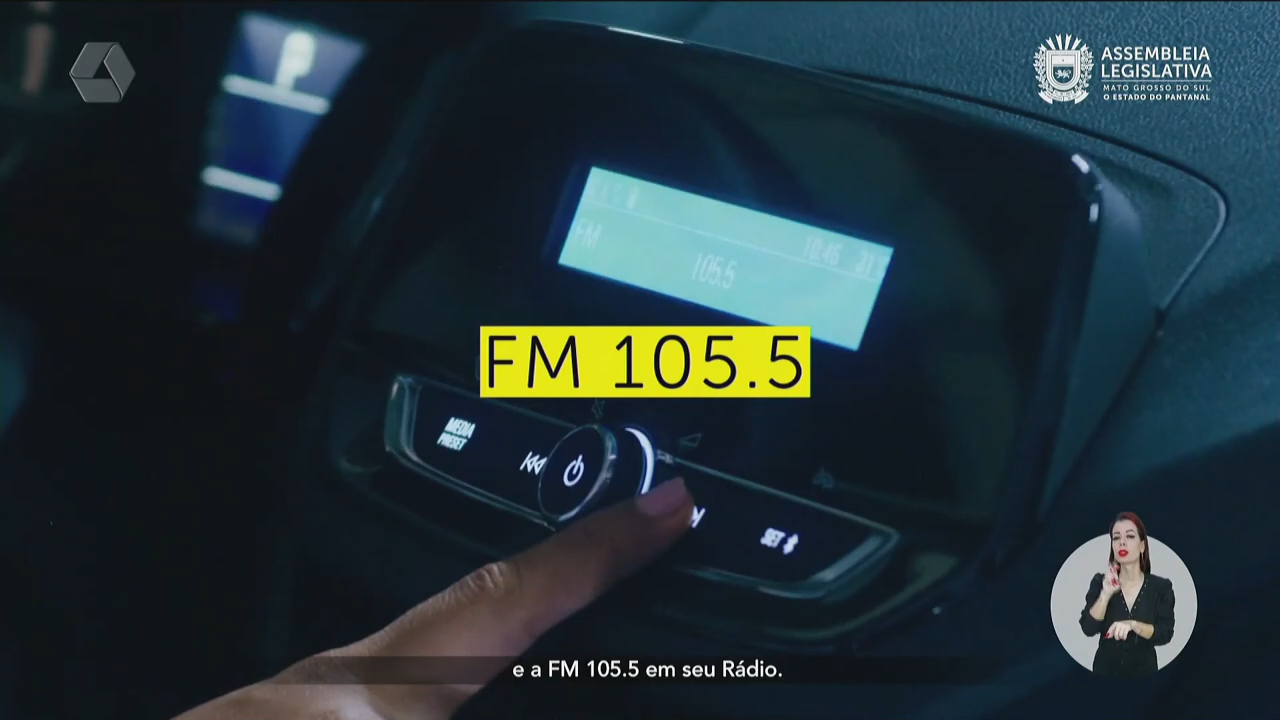 P
ASSEMBLEIA
LEGISLATIVA
MATO GROSSO DO SUL
O ESTADO DO PANTANAL
FM
10:46
105.5
FM 105.5
MEDIA
PRESET
SET
e a FM 105.5 em seu Rádio.